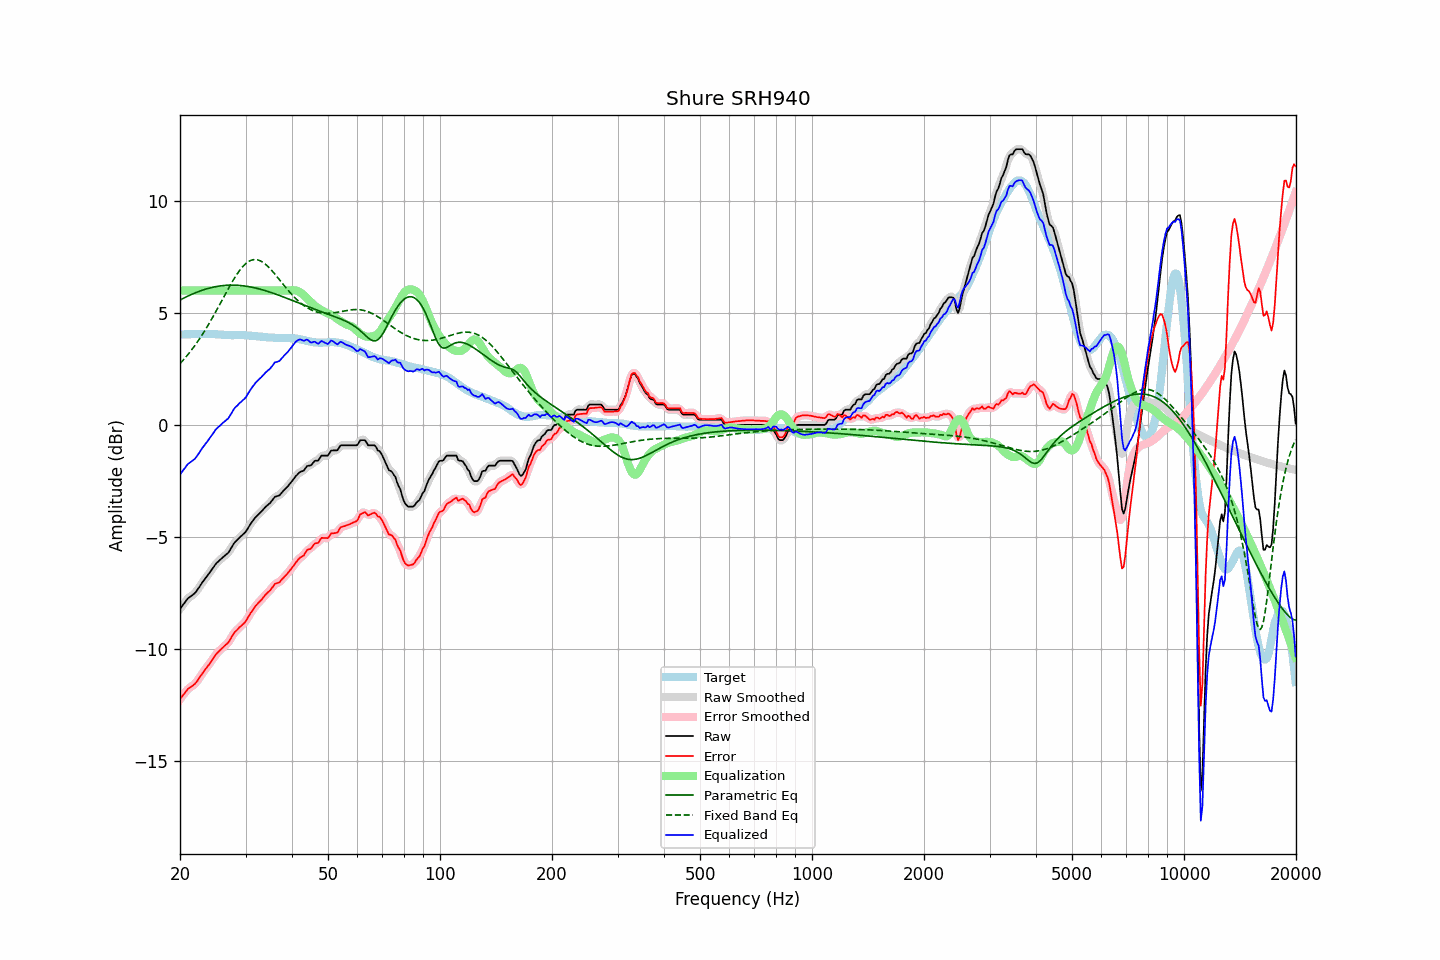 Shure SRH940
Amplitude (dBr)
10
5
0
−5
−10
−15
20
50
100
200
500
1000
2000
5000
10000
20000
Frequency (Hz)
Target
Raw Smoothed
Error Smoothed
Raw
Error
Equalization
Parametric Eq
Fixed Band Eq
Equalized